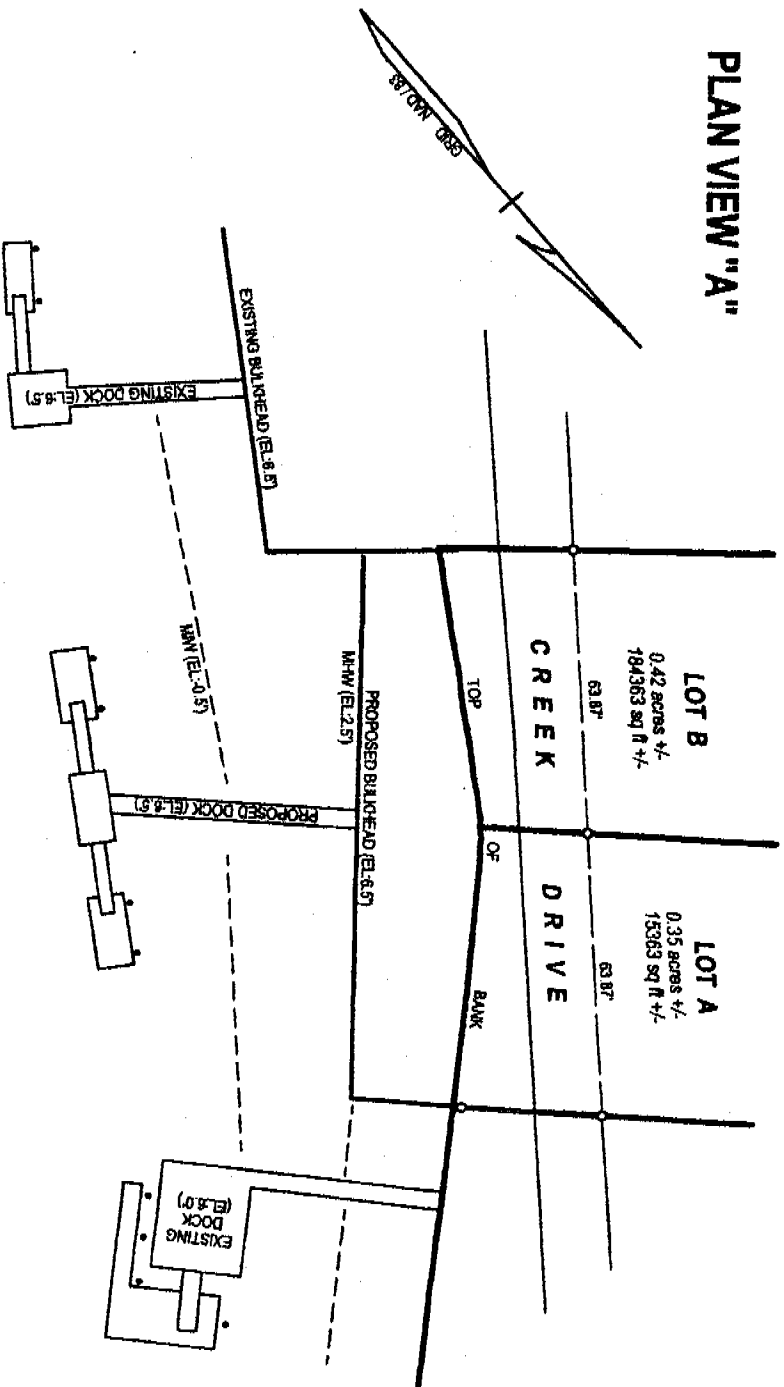 PLAN VIEW "A"
GRID NAD / 83
LOT B
0.42 acres +/-
184363 sq ft +/-
LOT A
0.35 acres +/-
15363 sq ft +/-
63.87'
63.87'
CREEK DRIVE
TOP OF BANK
EXISTING BULKHEAD (EL:6.5')
EXISTING DOCK (EL:6.5')
PROPOSED BULKHEAD (EL:6.5')
MHW (EL:2.5')
PROPOSED DOCK (EL:6.5')
MLW (EL:-0.5')
EXISTING
DOCK
(EL:6.0')